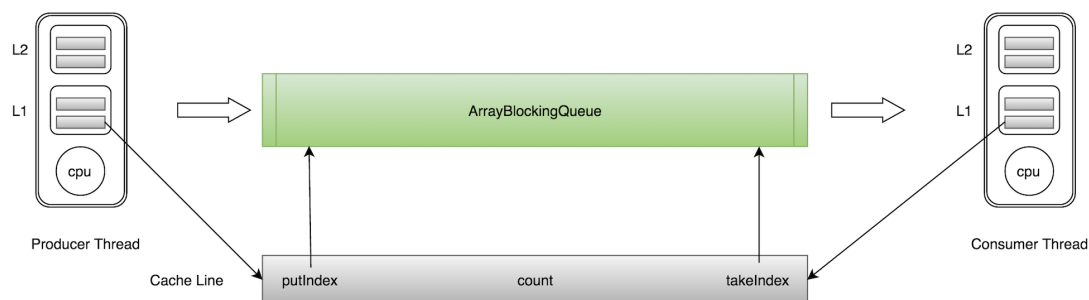 L2
L1
cpu
Producer Thread
ArrayBlockingQueue
Cache Line
putIndex
count
takeIndex
L2
L1
cpu
Consumer Thread